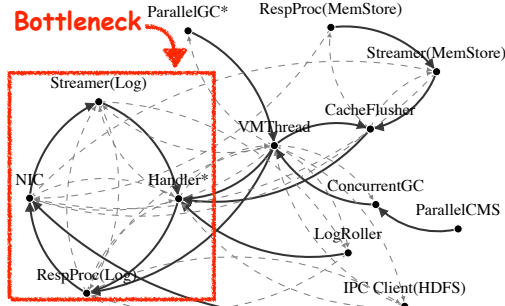 Bottleneck
ParallelGC*
RespProc(MemStore)
Streamer(MemStore)
Streamer(Log)
CacheFlusher
VMThread
NIC
Handler*
ConcurrentGC
ParallelCMS
LogRoller
RespProc(Log)
IPC Client(HDFS)